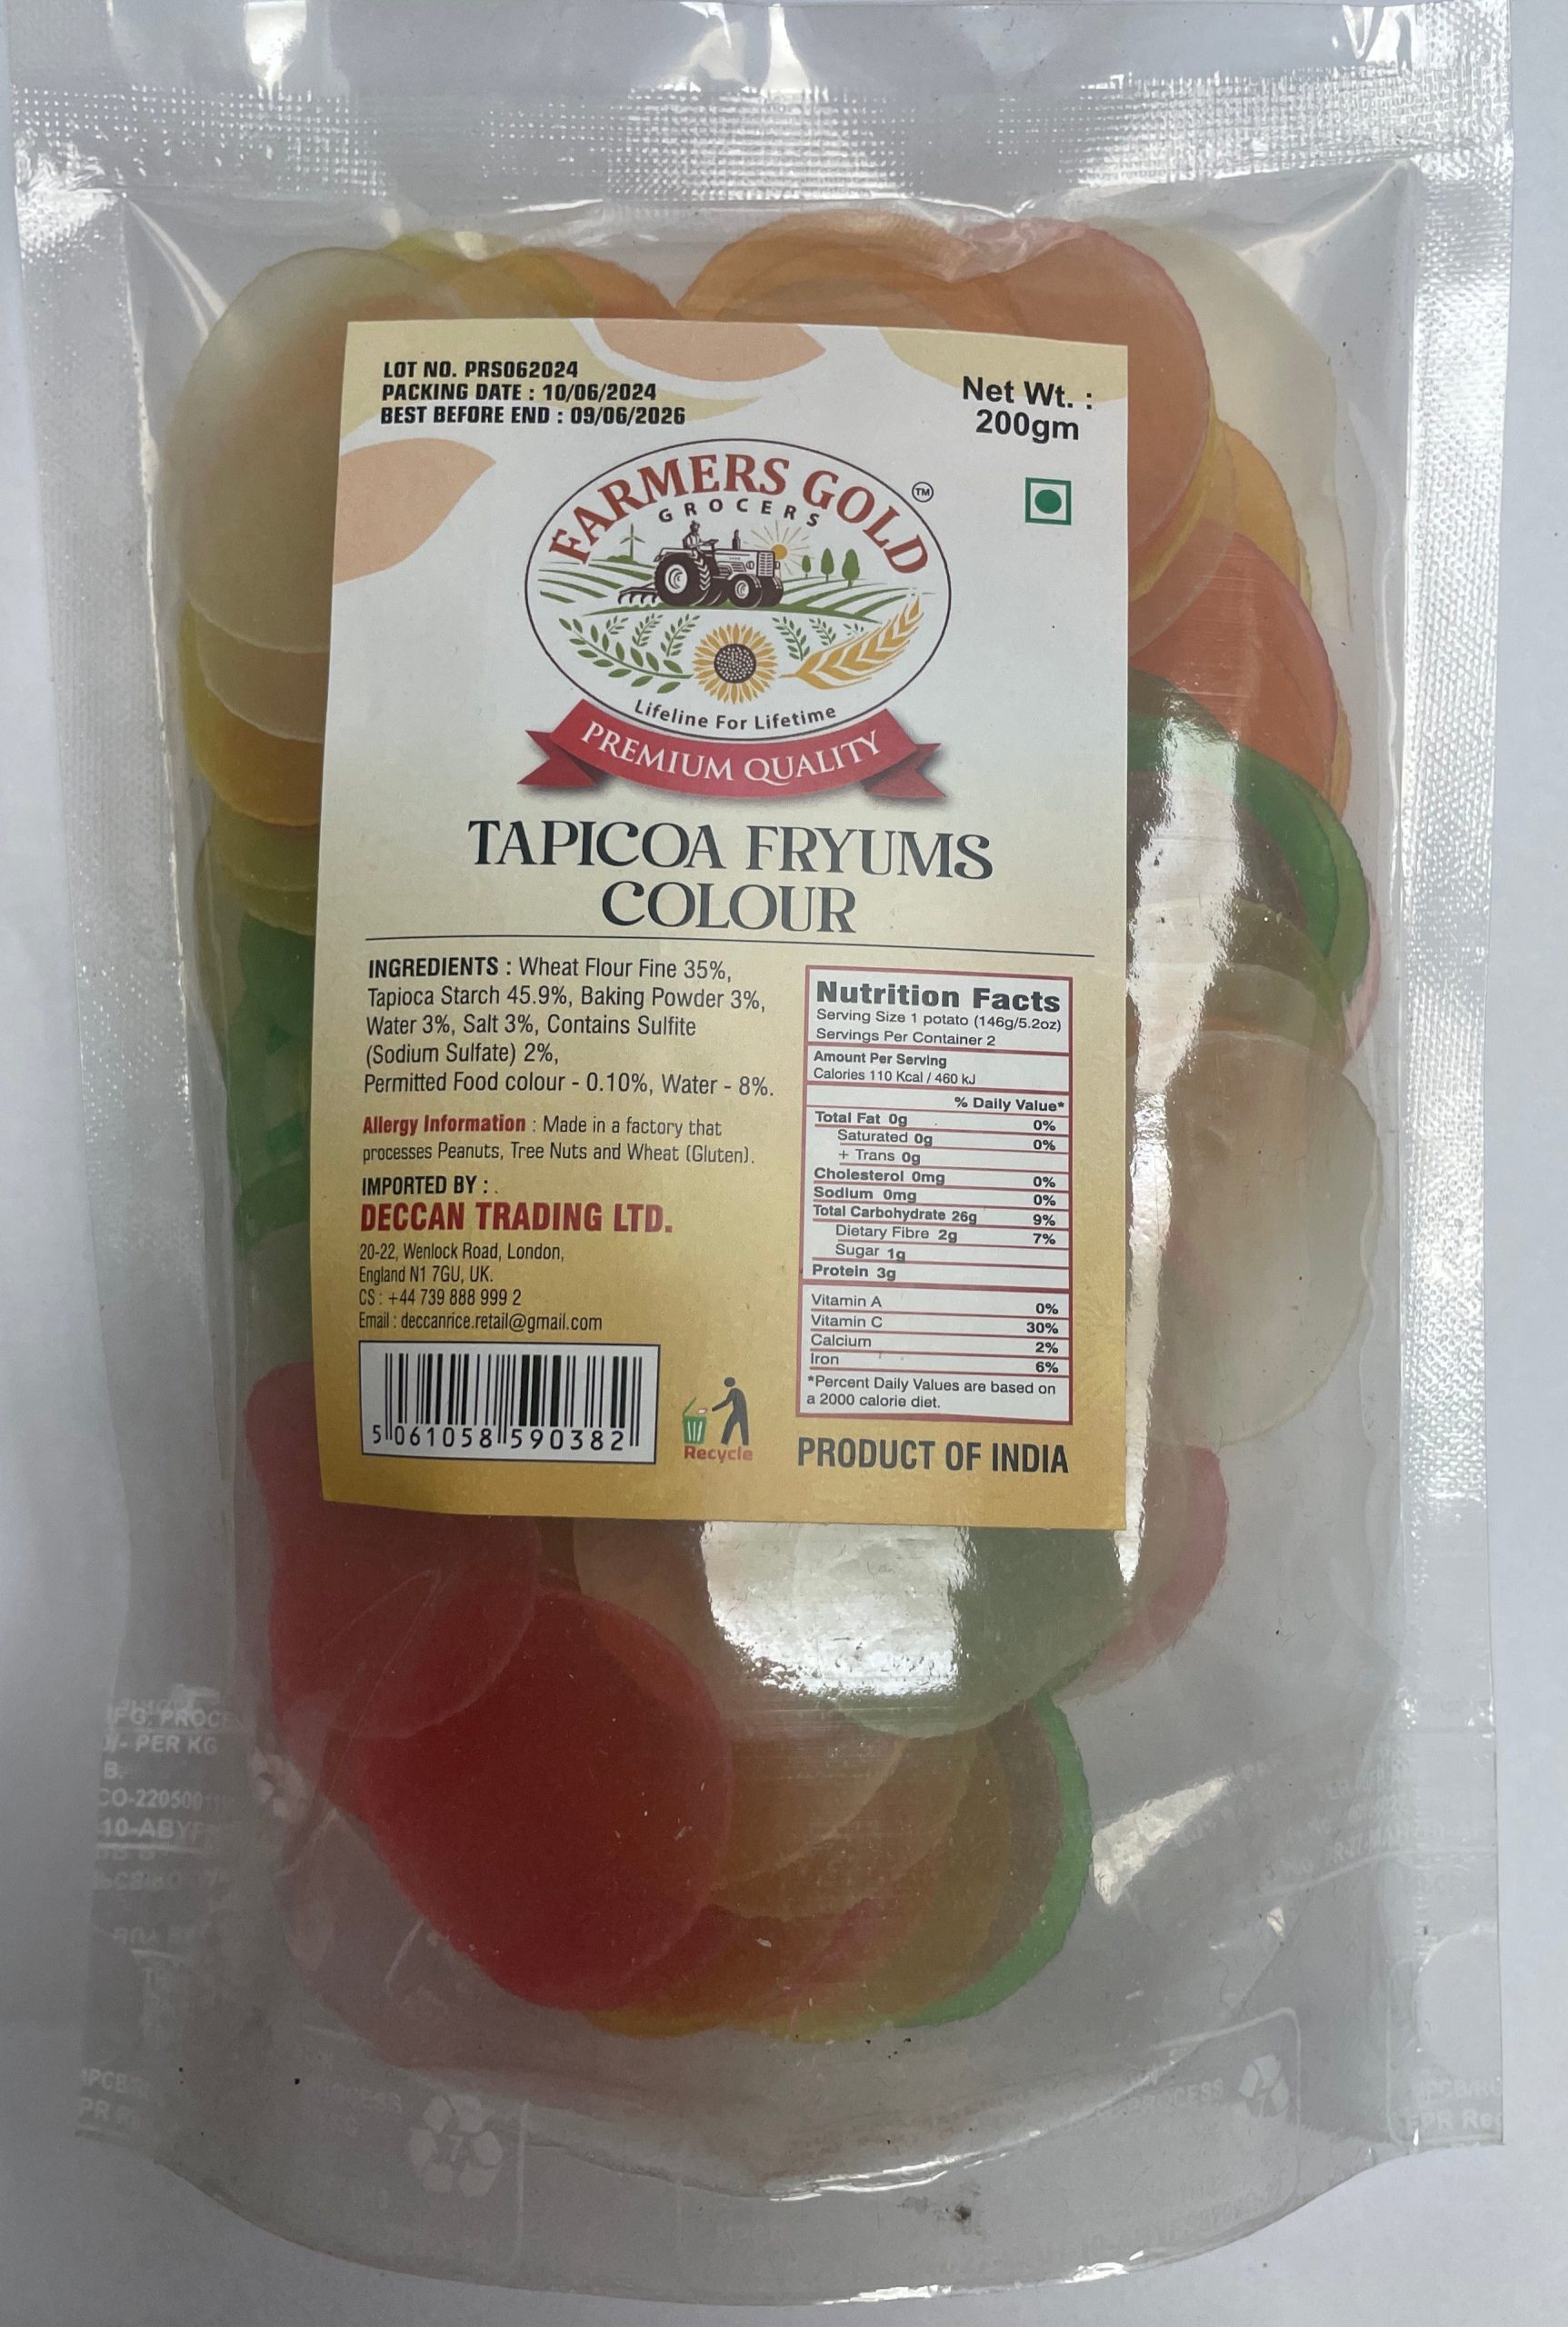 LOT NO. PRS062024
PACKING DATE : 10/06/2024
BEST BEFORE END : 09/06/2026
Net Wt. :
200gm
FARMERS GOLD
TM
GROCERS
Lifeline For Lifetime
PREMIUM QUALITY
TAPICOA FRYUMS
COLOUR
INGREDIENTS : Wheat Flour Fine 35%,
Tapioca Starch 45.9%, Baking Powder 3%,
Water 3%, Salt 3%, Contains Sulfite
(Sodium Sulfate) 2%,
Permitted Food colour - 0.10%, Water - 8%.
Allergy Information : Made in a factory that
processes Peanuts, Tree Nuts and Wheat (Gluten).
IMPORTED BY : .
DECCAN TRADING LTD.
20-22, Wenlock Road, London,
England N1 7GU, UK.
CS : +44 739 888 999 2
Email : deccanrice.retail@gmail.com
5 061058 590382
Recycle
Nutrition Facts
Serving Size 1 potato (146g/5.2oz)
Servings Per Container 2
Amount Per Serving
Calories 110 Kcal / 460 kJ
% Daily Value*
Total Fat 0g 0%
Saturated 0g 0%
+ Trans 0g
Cholesterol 0mg 0%
Sodium 0mg 0%
Total Carbohydrate 26g 9%
Dietary Fibre 2g 7%
Sugar 1g
Protein 3g
Vitamin A 0%
Vitamin C 30%
Calcium 2%
Iron 6%
*Percent Daily Values are based on
a 2000 calorie diet.
PRODUCT OF INDIA
- PER KG
7